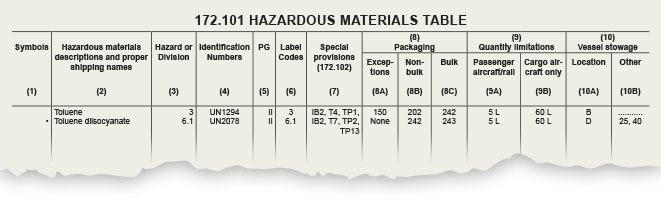 172.101 HAZARDOUS MATERIALS TABLE
(8) (9) (10)
Symbols Hazardous materials Hazard or Identification PG Label Special Packaging Quantity limitations Vessel stowage
descriptions and proper Division Numbers Codes provisions
shipping names (172.102) Excep- Non- Bulk Passenger Cargo air- Location Other
tions bulk aircraft/rail craft only
(1) (2) (3) (4) (5) (6) (7) (8A) (8B) (8C) (9A) (9B) (10A) (10B)
Toluene 3 UN1294 II 3 IB2, T4, TP1, 150 202 242 5 L 60 L B ...........
• Toluene diisocyanate 6.1 UN2078 II 6.1 IB2, T7, TP2, None 242 243 5 L 60 L D 25, 40
TP13